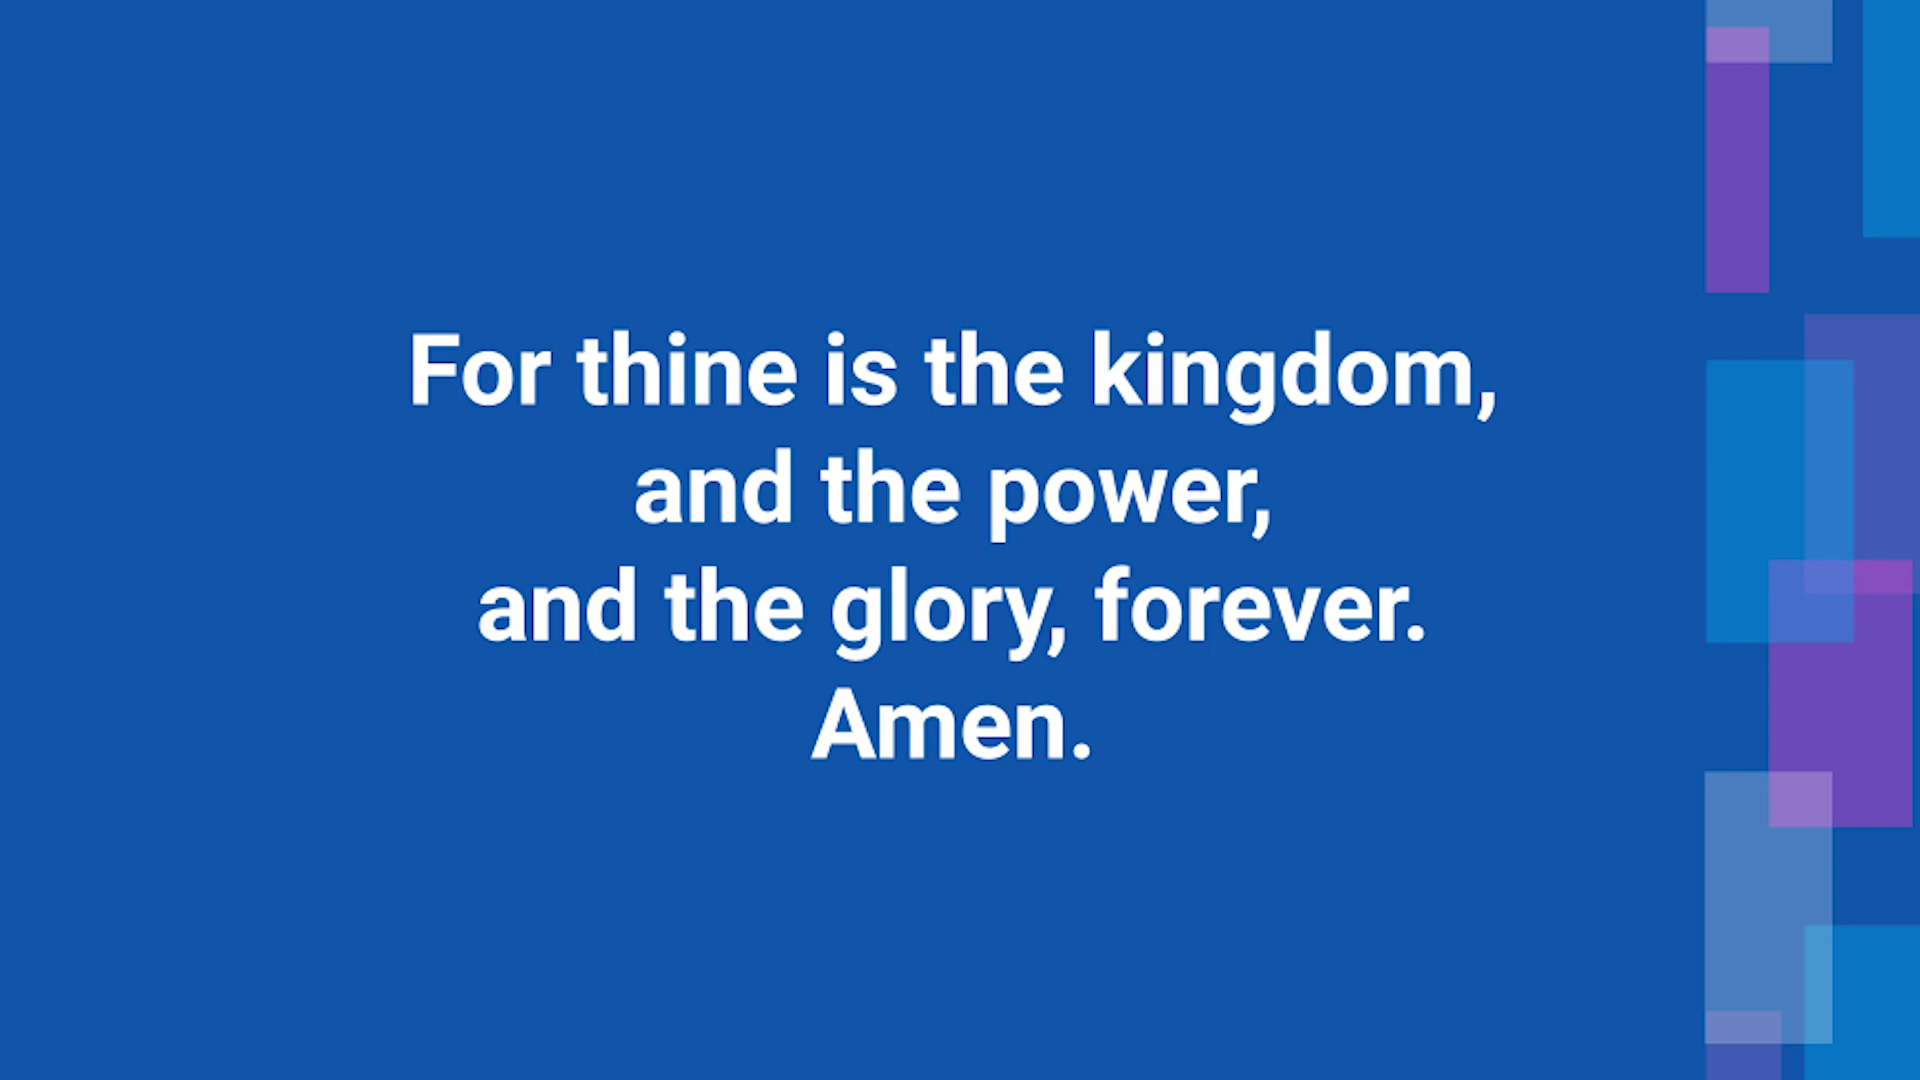 For thine is the kingdom,
and the power,
and the glory, forever.
Amen.